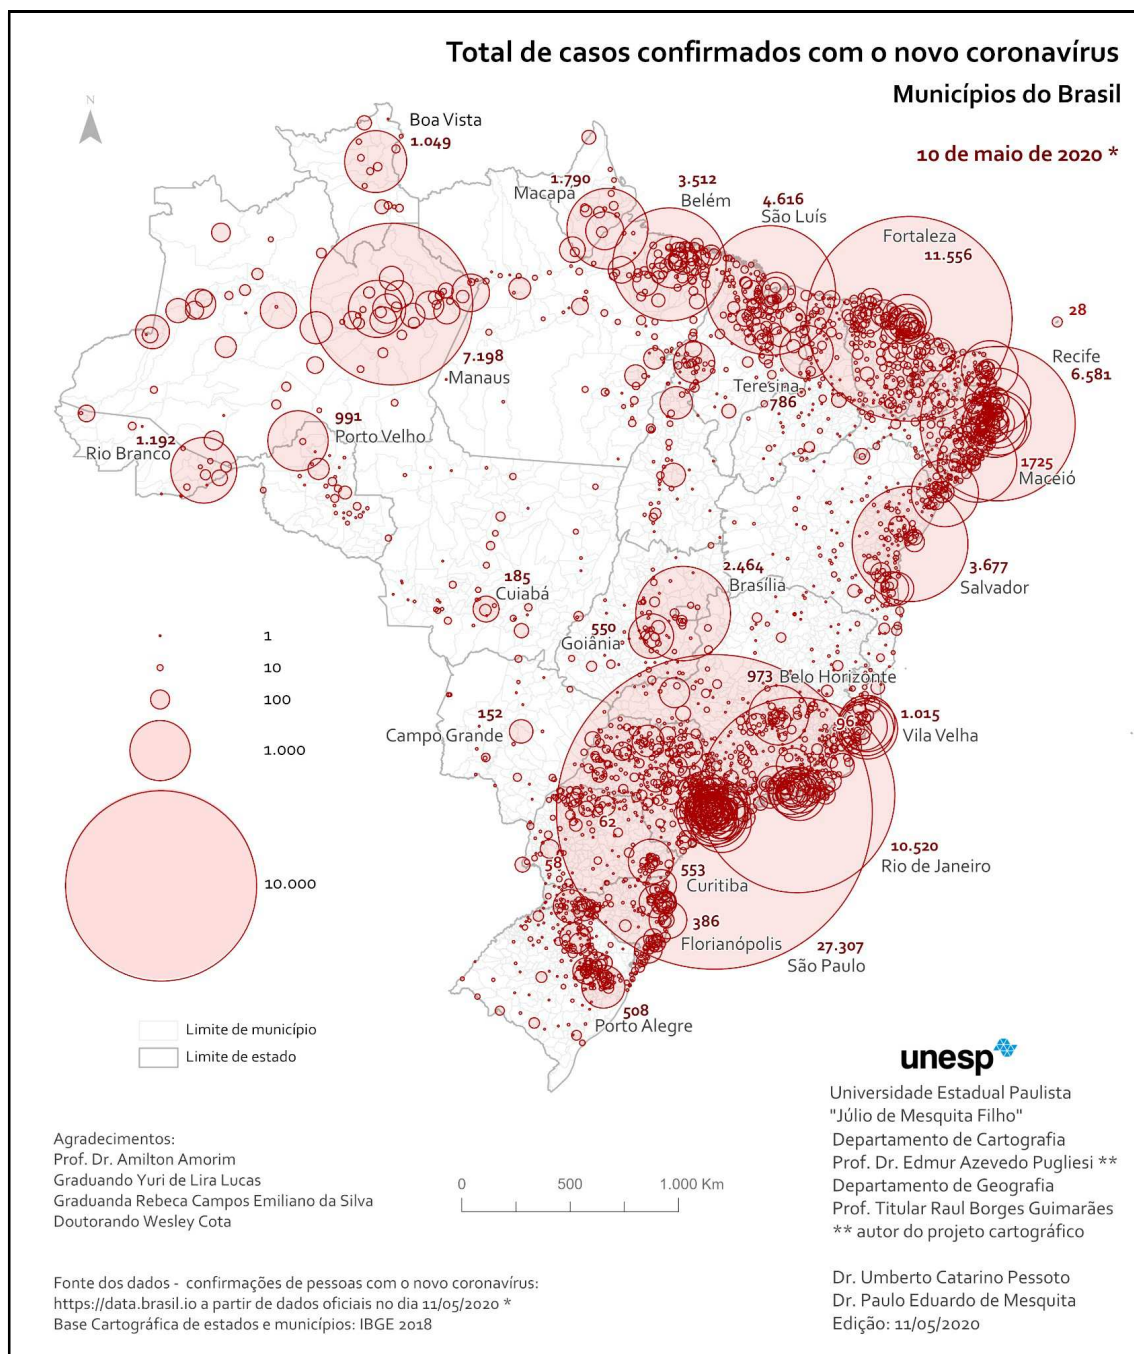 Total de casos confirmados com o novo coronavírus
Municípios do Brasil
10 de maio de 2020 *
N
Boa Vista
1.049
1.790
Macapá
3.512
Belém
4.616
São Luís
Fortaleza
11.556
28
Recife
6.581
7.198
Manaus
Teresina
786
991
Porto Velho
1.192
Rio Branco
1725
Maceió
3.677
Salvador
2.464
Brasília
185
Cuiabá
550
Goiânia
973
Belo Horizonte
152
Campo Grande
96
1.015
Vila Velha
62
58
10.520
Rio de Janeiro
553
Curitiba
386
Florianópolis
27.307
São Paulo
508
Porto Alegre
1
10
100
1.000
10.000
Limite de município
Limite de estado
unesp
Universidade Estadual Paulista
"Júlio de Mesquita Filho"
Departamento de Cartografia
Prof. Dr. Edmur Azevedo Pugliesi **
Departamento de Geografia
Prof. Titular Raul Borges Guimarães
** autor do projeto cartográfico
Dr. Umberto Catarino Pessoto
Dr. Paulo Eduardo de Mesquita
Edição: 11/05/2020
Agradecimentos:
Prof. Dr. Amilton Amorim
Graduando Yuri de Lira Lucas
Graduanda Rebeca Campos Emiliano da Silva
Doutorando Wesley Cota
0 500 1.000 Km
Fonte dos dados - confirmações de pessoas com o novo coronavírus:
https://data.brasil.io a partir de dados oficiais no dia 11/05/2020 *
Base Cartográfica de estados e municípios: IBGE 2018